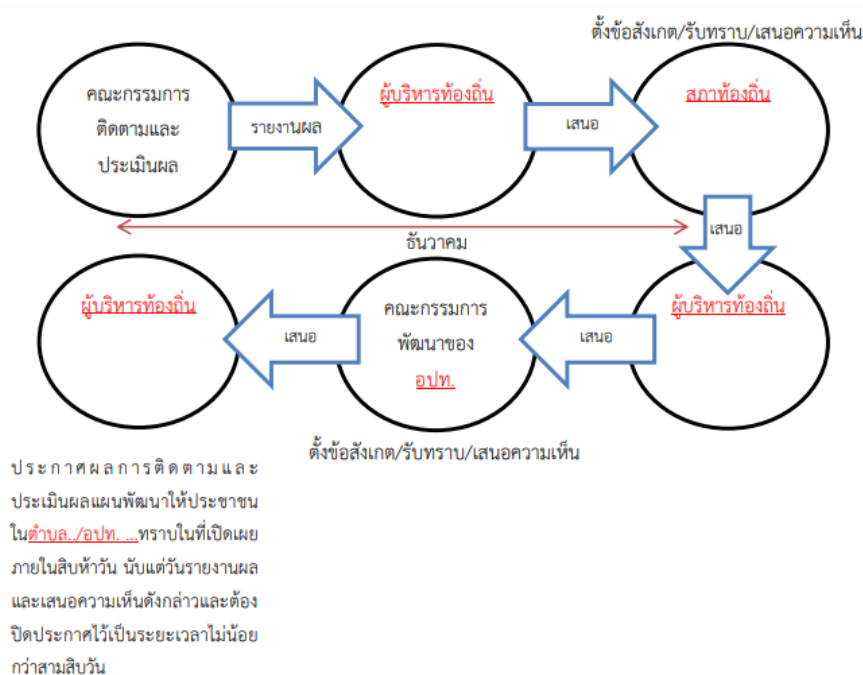 ตั้งข้อสังเกต/รับทราบ/เสนอความเห็น
คณะกรรมการ
ติดตามและ
ประเมินผล
รายงานผล
ผู้บริหารท้องถิ่น
เสนอ
สภาท้องถิ่น
เสนอ
ธันวาคม
ผู้บริหารท้องถิ่น
เสนอ
คณะกรรมการ
พัฒนาของ
อปท.
เสนอ
ผู้บริหารท้องถิ่น
ตั้งข้อสังเกต/รับทราบ/เสนอความเห็น
ประกาศผลการติดตามและ
ประเมินผลแผนพัฒนาให้ประชาชน
ในตำบล../อปท. ...ทราบในที่เปิดเผย
ภายในสิบห้าวัน นับแต่วันรายงานผล
และเสนอความเห็นดังกล่าวและต้อง
ปิดประกาศไว้เป็นระยะเวลาไม่น้อย
กว่าสามสิบวัน